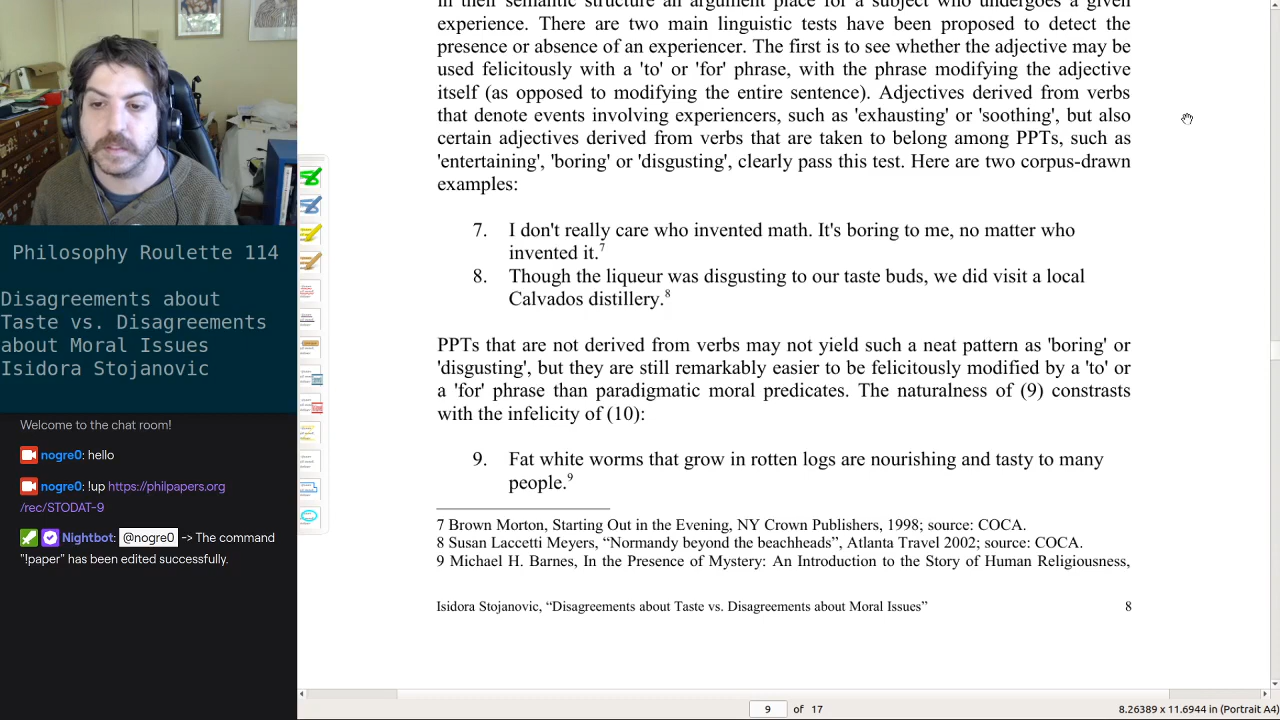 Philosophy Roulette 114
Disagreements about
Taste vs. Disagreements
about Moral Issues
Isidora Stojanovic
Welcome to the chat room!
nogre0: hello
nogre0: !up https://philpapers.org
/rec/STODAT-9
Nightbot: @nogre0 -> The command
"!paper" has been edited successfully.
in their semantic structure an argument place for a subject who undergoes a given
experience. There are two main linguistic tests have been proposed to detect the
presence or absence of an experiencer. The first is to see whether the adjective may be
used felicitously with a 'to' or 'for' phrase, with the phrase modifying the adjective
itself (as opposed to modifying the entire sentence). Adjectives derived from verbs
that denote events involving experiencers, such as 'exhausting' or 'soothing', but also
certain adjectives derived from verbs that are taken to belong among PPTs, such as
'entertaining', 'boring' or 'disgusting', clearly pass this test. Here are two corpus-drawn
examples:
7. I don't really care who invented math. It's boring to me, no matter who
invented it.7
8. Though the liqueur was disgusting to our taste buds, we did visit a local
Calvados distillery.8
PPTs that are not derived from verbs may not show such a neat pattern as 'boring' or
'disgusting', but they are still remarkably easier to be felicitously modified by a 'to' or
a 'for' phrase than paradigmatic moral predicates. The naturalness of (9) contrasts
with the infelicity of (10):
9. Fat white worms that grow in rotten logs are nourishing and tasty to many
people.9
7 Brown Morton, Starting Out in the Evening, NY Crown Publishers, 1998; source: COCA.
8 Susan Laccetti Meyers, “Normandy beyond the beachheads”, Atlanta Travel 2002; source: COCA.
9 Michael H. Barnes, In the Presence of Mystery: An Introduction to the Story of Human Religiousness,
Isidora Stojanovic, “Disagreements about Taste vs. Disagreements about Moral Issues” 8
9 of 17
8.26389 x 11.6944 in (Portrait A4)